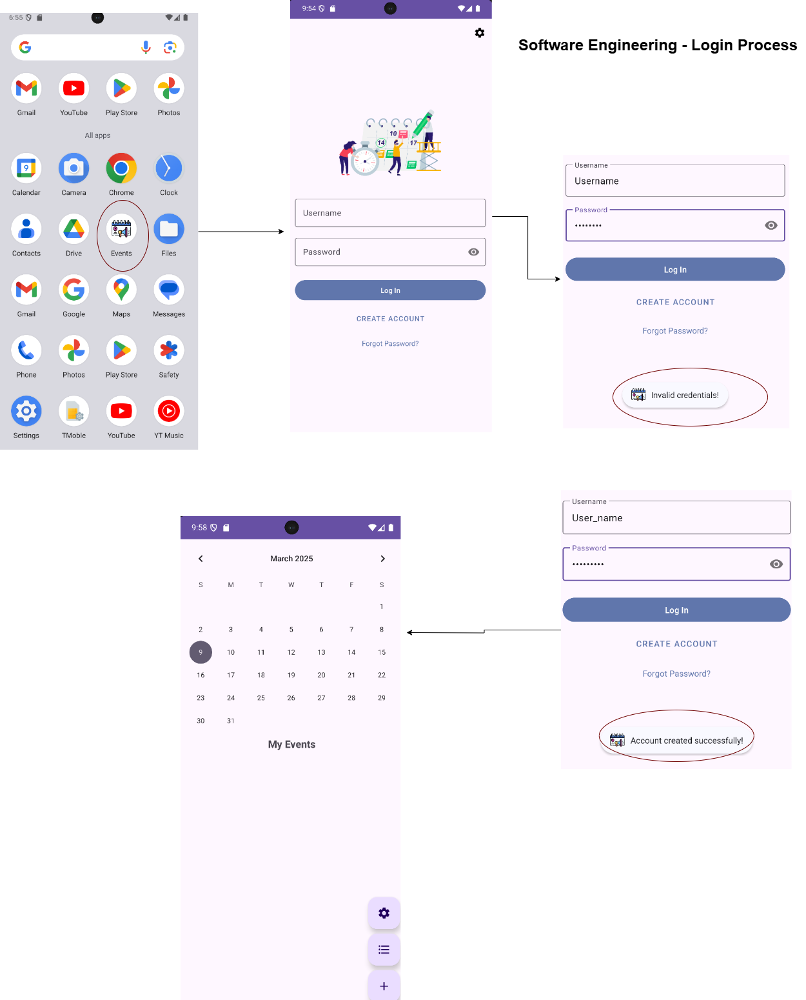 Software Engineering - Login Process
6:55
Gmail YouTube Play Store Photos
All apps
9
Calendar Camera Chrome Clock
Contacts Drive Events Files
Gmail Google Maps Messages
Phone Photos Play Store Safety
Settings TMoble YouTube YT Music
9:54
10
14 17
Username
Password
Log In
CREATE ACCOUNT
Forgot Password?
Username
Username
Password
Log In
CREATE ACCOUNT
Forgot Password?
Invalid credentials!
Username
User_name
Password
Log In
CREATE ACCOUNT
Forgot Password?
Account created successfully!
9:58
March 2025
S M T W T F S
1
2 3 4 5 6 7 8
9 10 11 12 13 14 15
16 17 18 19 20 21 22
23 24 25 26 27 28 29
30 31
My Events